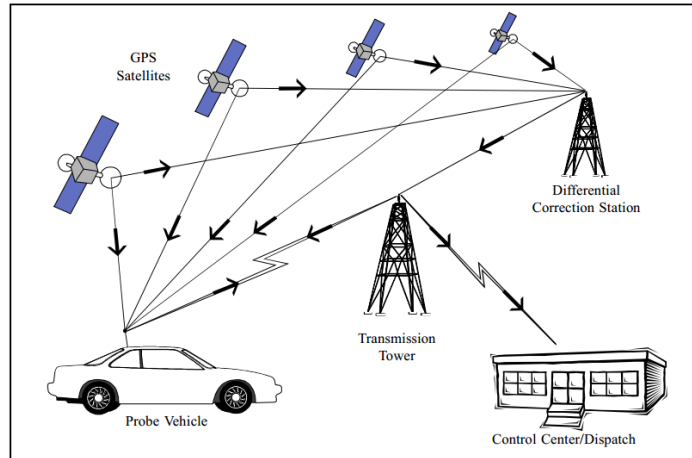 GPS
Satellites
Differential
Correction Station
Transmission
Tower
Probe Vehicle
Control Center/Dispatch